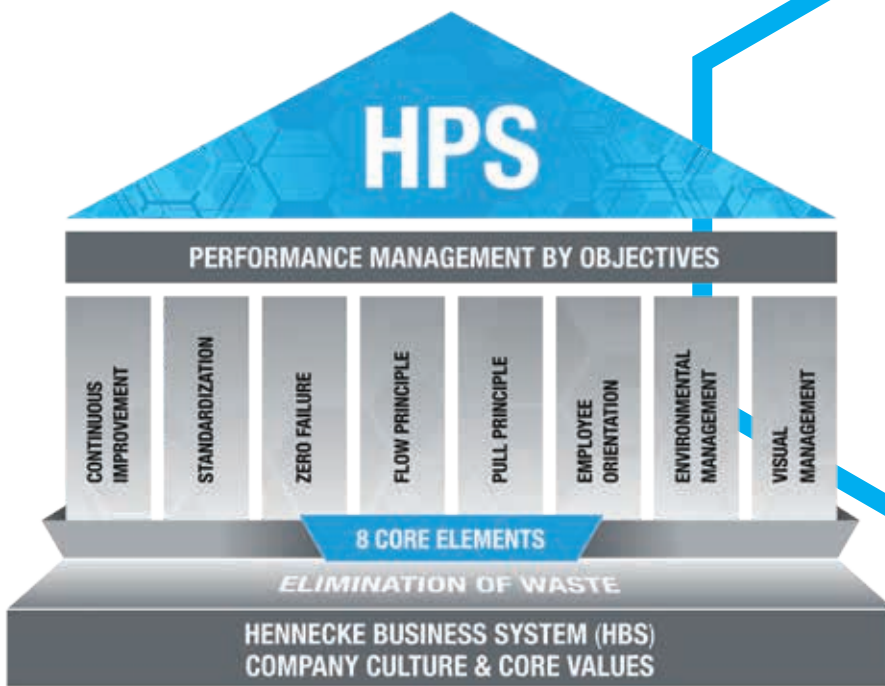 HPS
PERFORMANCE MANAGEMENT BY OBJECTIVES
CONTINUOUS
IMPROVEMENT
STANDARDIZATION
ZERO FAILURE
FLOW PRINCIPLE
PULL PRINCIPLE
EMPLOYEE
ORIENTATION
ENVIRONMENTAL
MANAGEMENT
VISUAL
MANAGEMENT
8 CORE ELEMENTS
ELIMINATION OF WASTE
HENNECKE BUSINESS SYSTEM (HBS)
COMPANY CULTURE & CORE VALUES